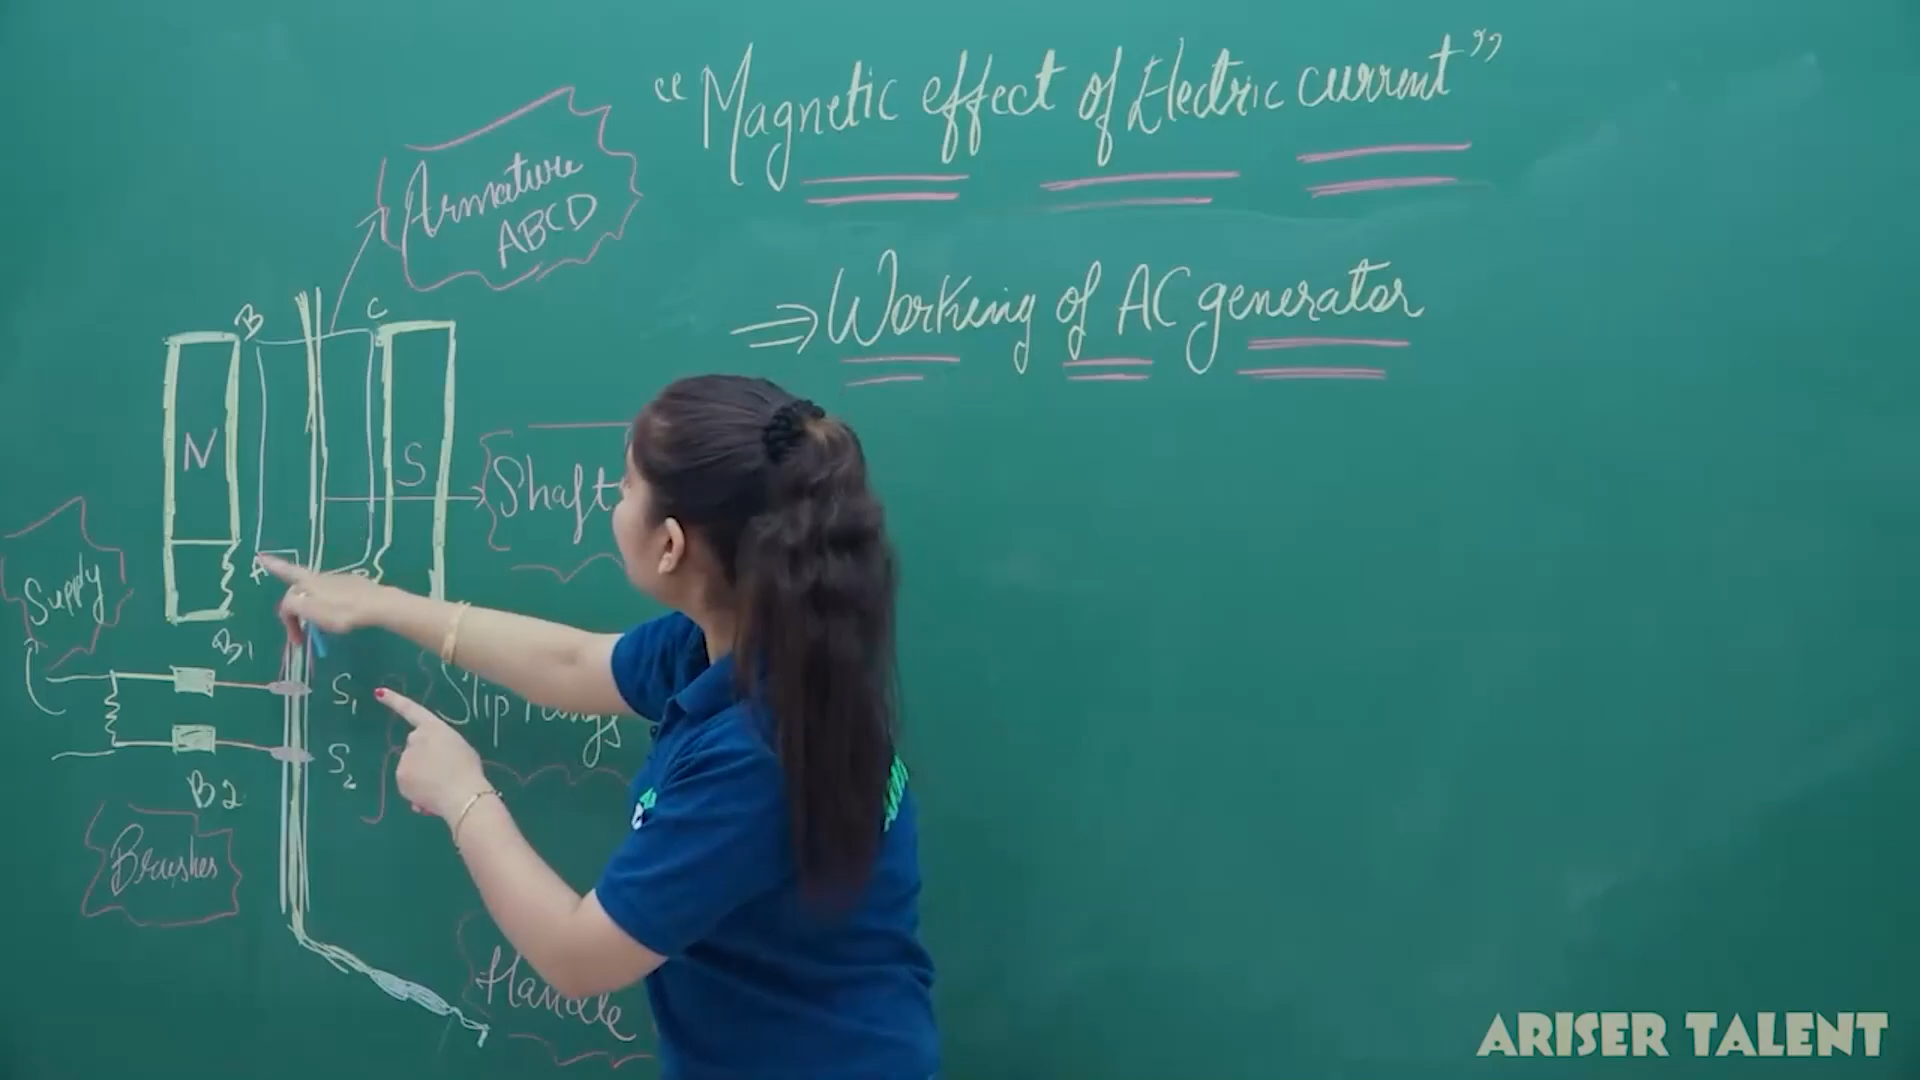 “Magnetic effect of Electric current”
⇒ Working of AC generator
Armature
ABCD
B C
N S
Shaft
A
Supply
B1
S1
Slip rings
S2
B2
Brushes
Handle
ARISER TALENT